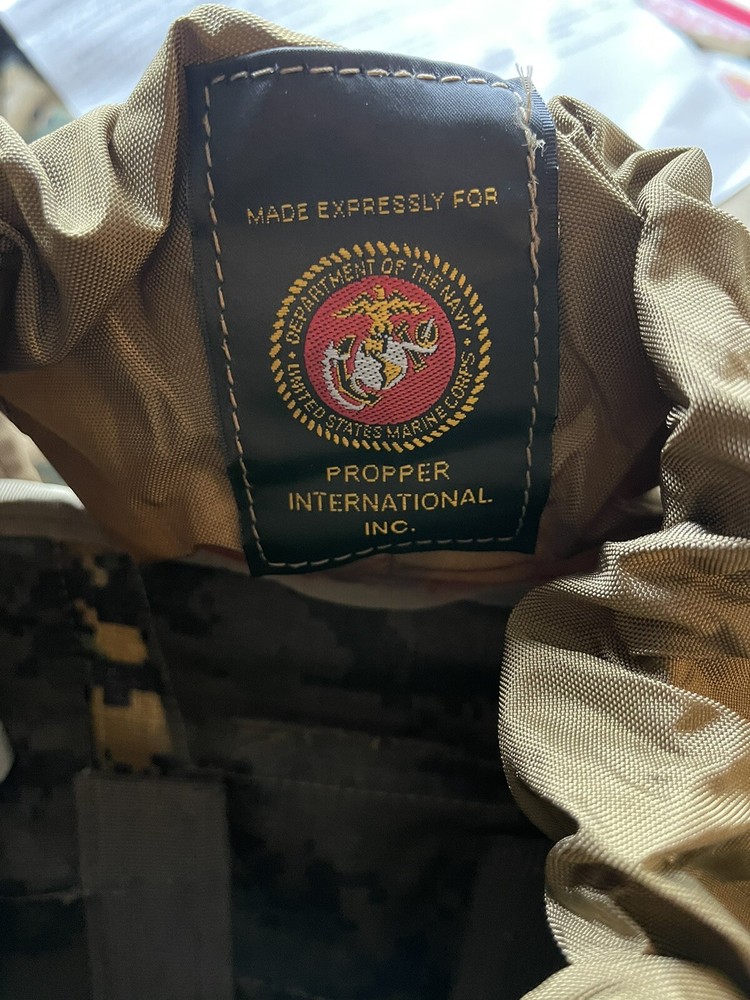 MADE EXPRESSLY FOR
DEPARTMENT OF THE NAVY
UNITED STATES MARINE CORPS
PROPPER
INTERNATIONAL
INC.